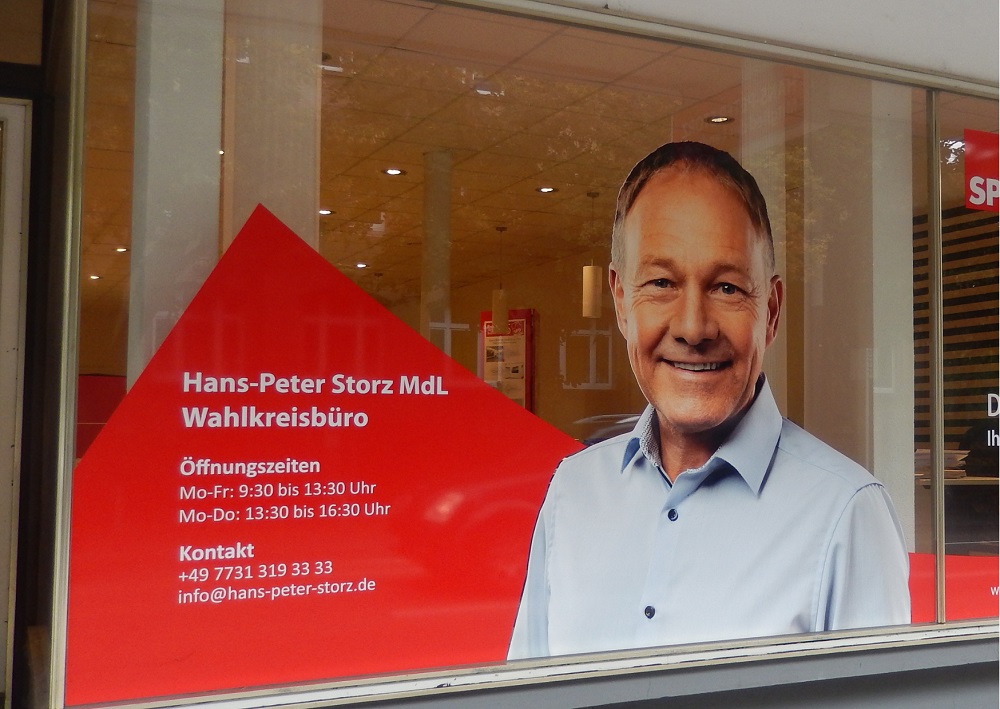 Hans-Peter Storz MdL
Wahlkreisbüro
Öffnungszeiten
Mo-Fr: 9:30 bis 13:30 Uhr
Mo-Do: 13:30 bis 16:30 Uhr
Kontakt
+49 7731 319 33 33
info@hans-peter-storz.de
SP
D
Ih
w